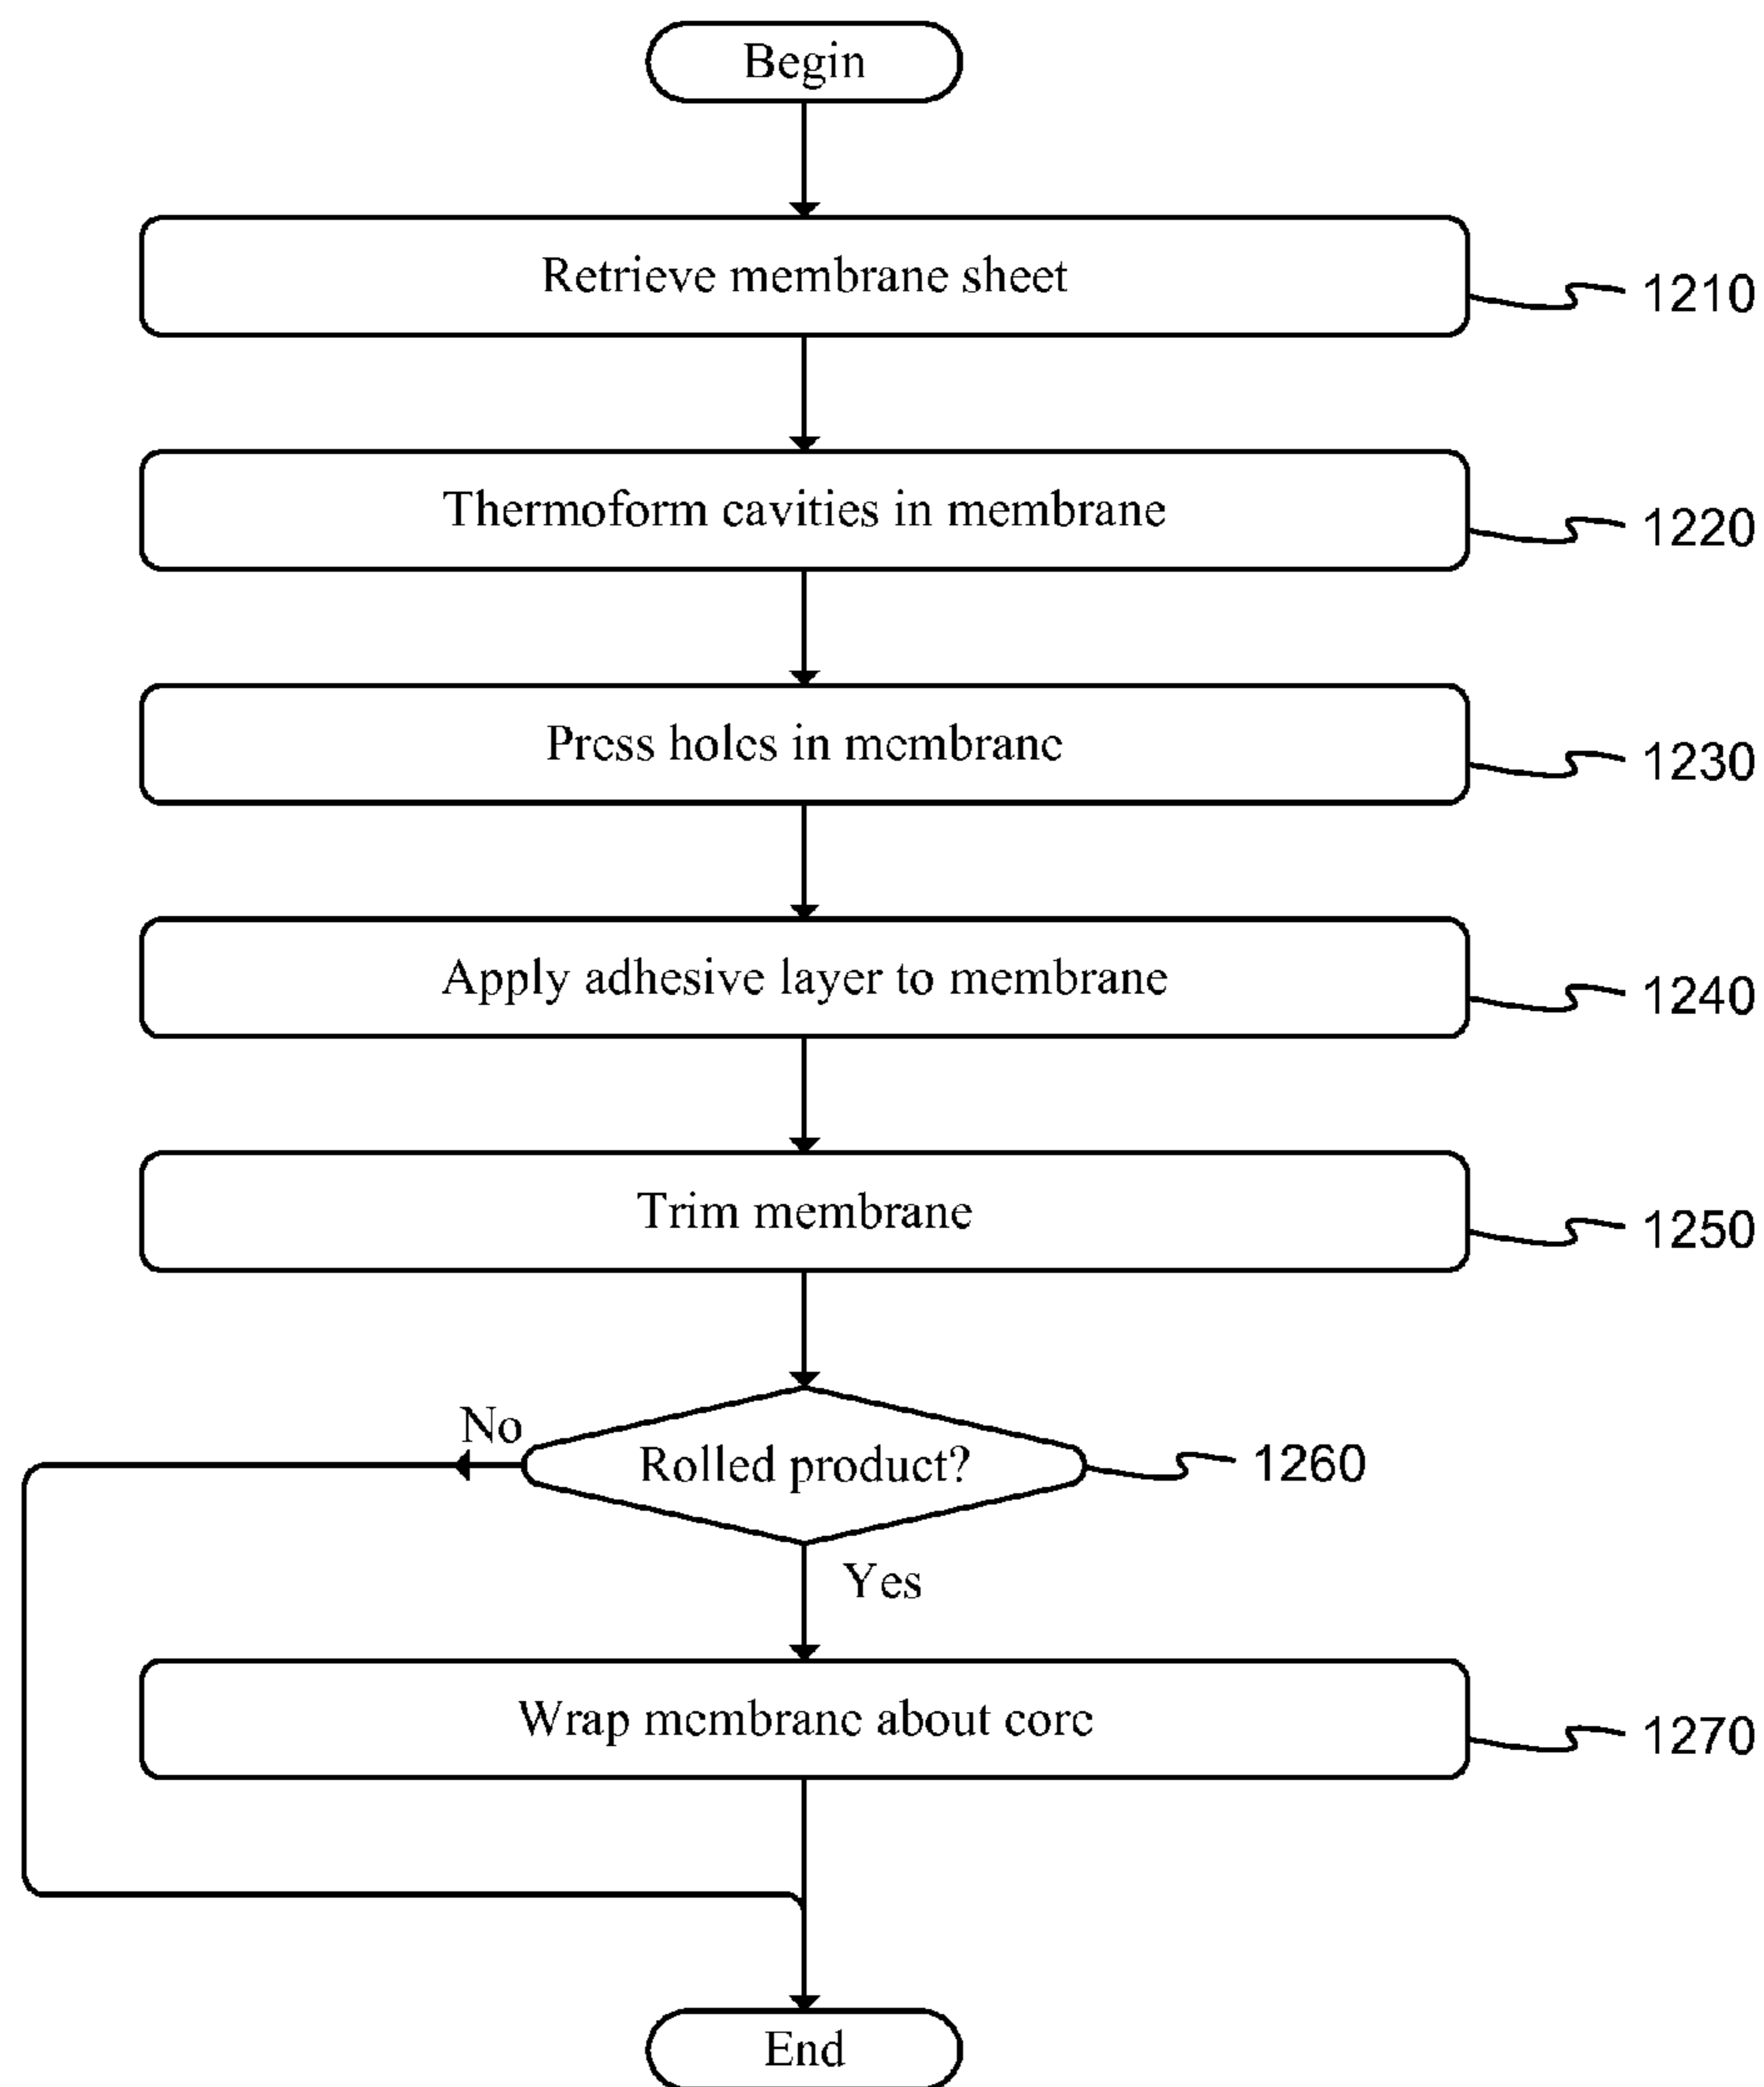 Begin
Retrieve membrane sheet
1210
Thermoform cavities in membrane
1220
Press holes in membrane
1230
Apply adhesive layer to membrane
1240
Trim membrane
1250
No
Rolled product?
1260
Yes
Wrap membrane about core
1270
End